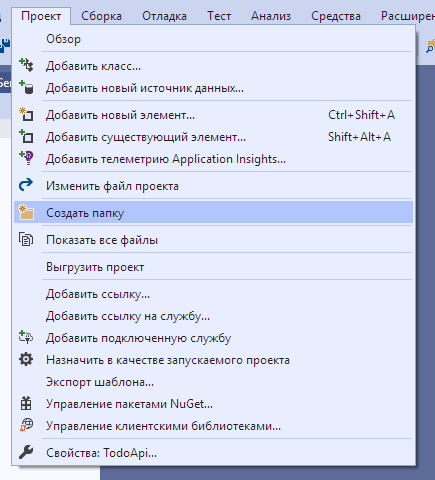 Проект Сборка Отладка Тест Анализ Средства Расширен
Обзор
Добавить класс...
Добавить новый источник данных...
Добавить новый элемент... Ctrl+Shift+A
Добавить существующий элемент... Shift+Alt+A
Добавить телеметрию Application Insights...
Изменить файл проекта
Создать папку
Показать все файлы
Выгрузить проект
Добавить ссылку...
Добавить ссылку на службу...
Добавить подключенную службу
Назначить в качестве запускаемого проекта
Экспорт шаблона...
Управление пакетами NuGet...
Управление клиентскими библиотеками...
Свойства: TodoApi...